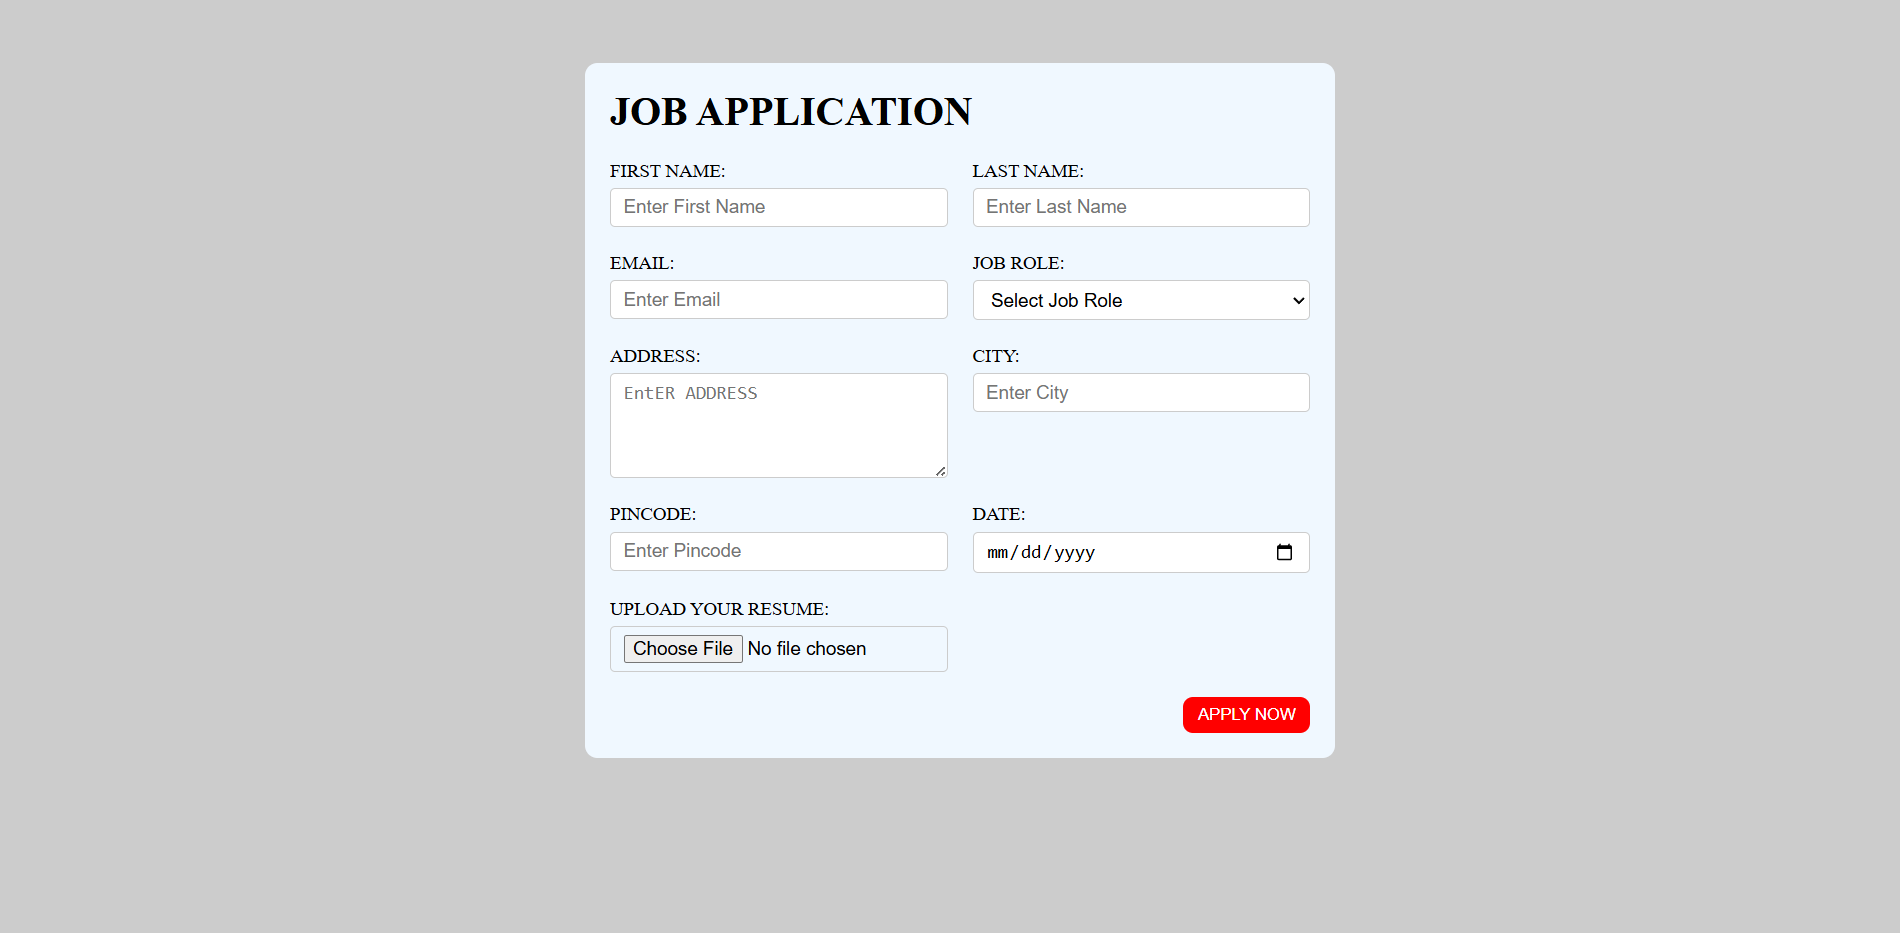 JOB APPLICATION
FIRST NAME: LAST NAME:
Enter First Name Enter Last Name
EMAIL: JOB ROLE:
Enter Email Select Job Role
ADDRESS: CITY:
EntER ADDRESS Enter City
PINCODE: DATE:
Enter Pincode mm/dd/yyyy
UPLOAD YOUR RESUME:
Choose File No file chosen
APPLY NOW